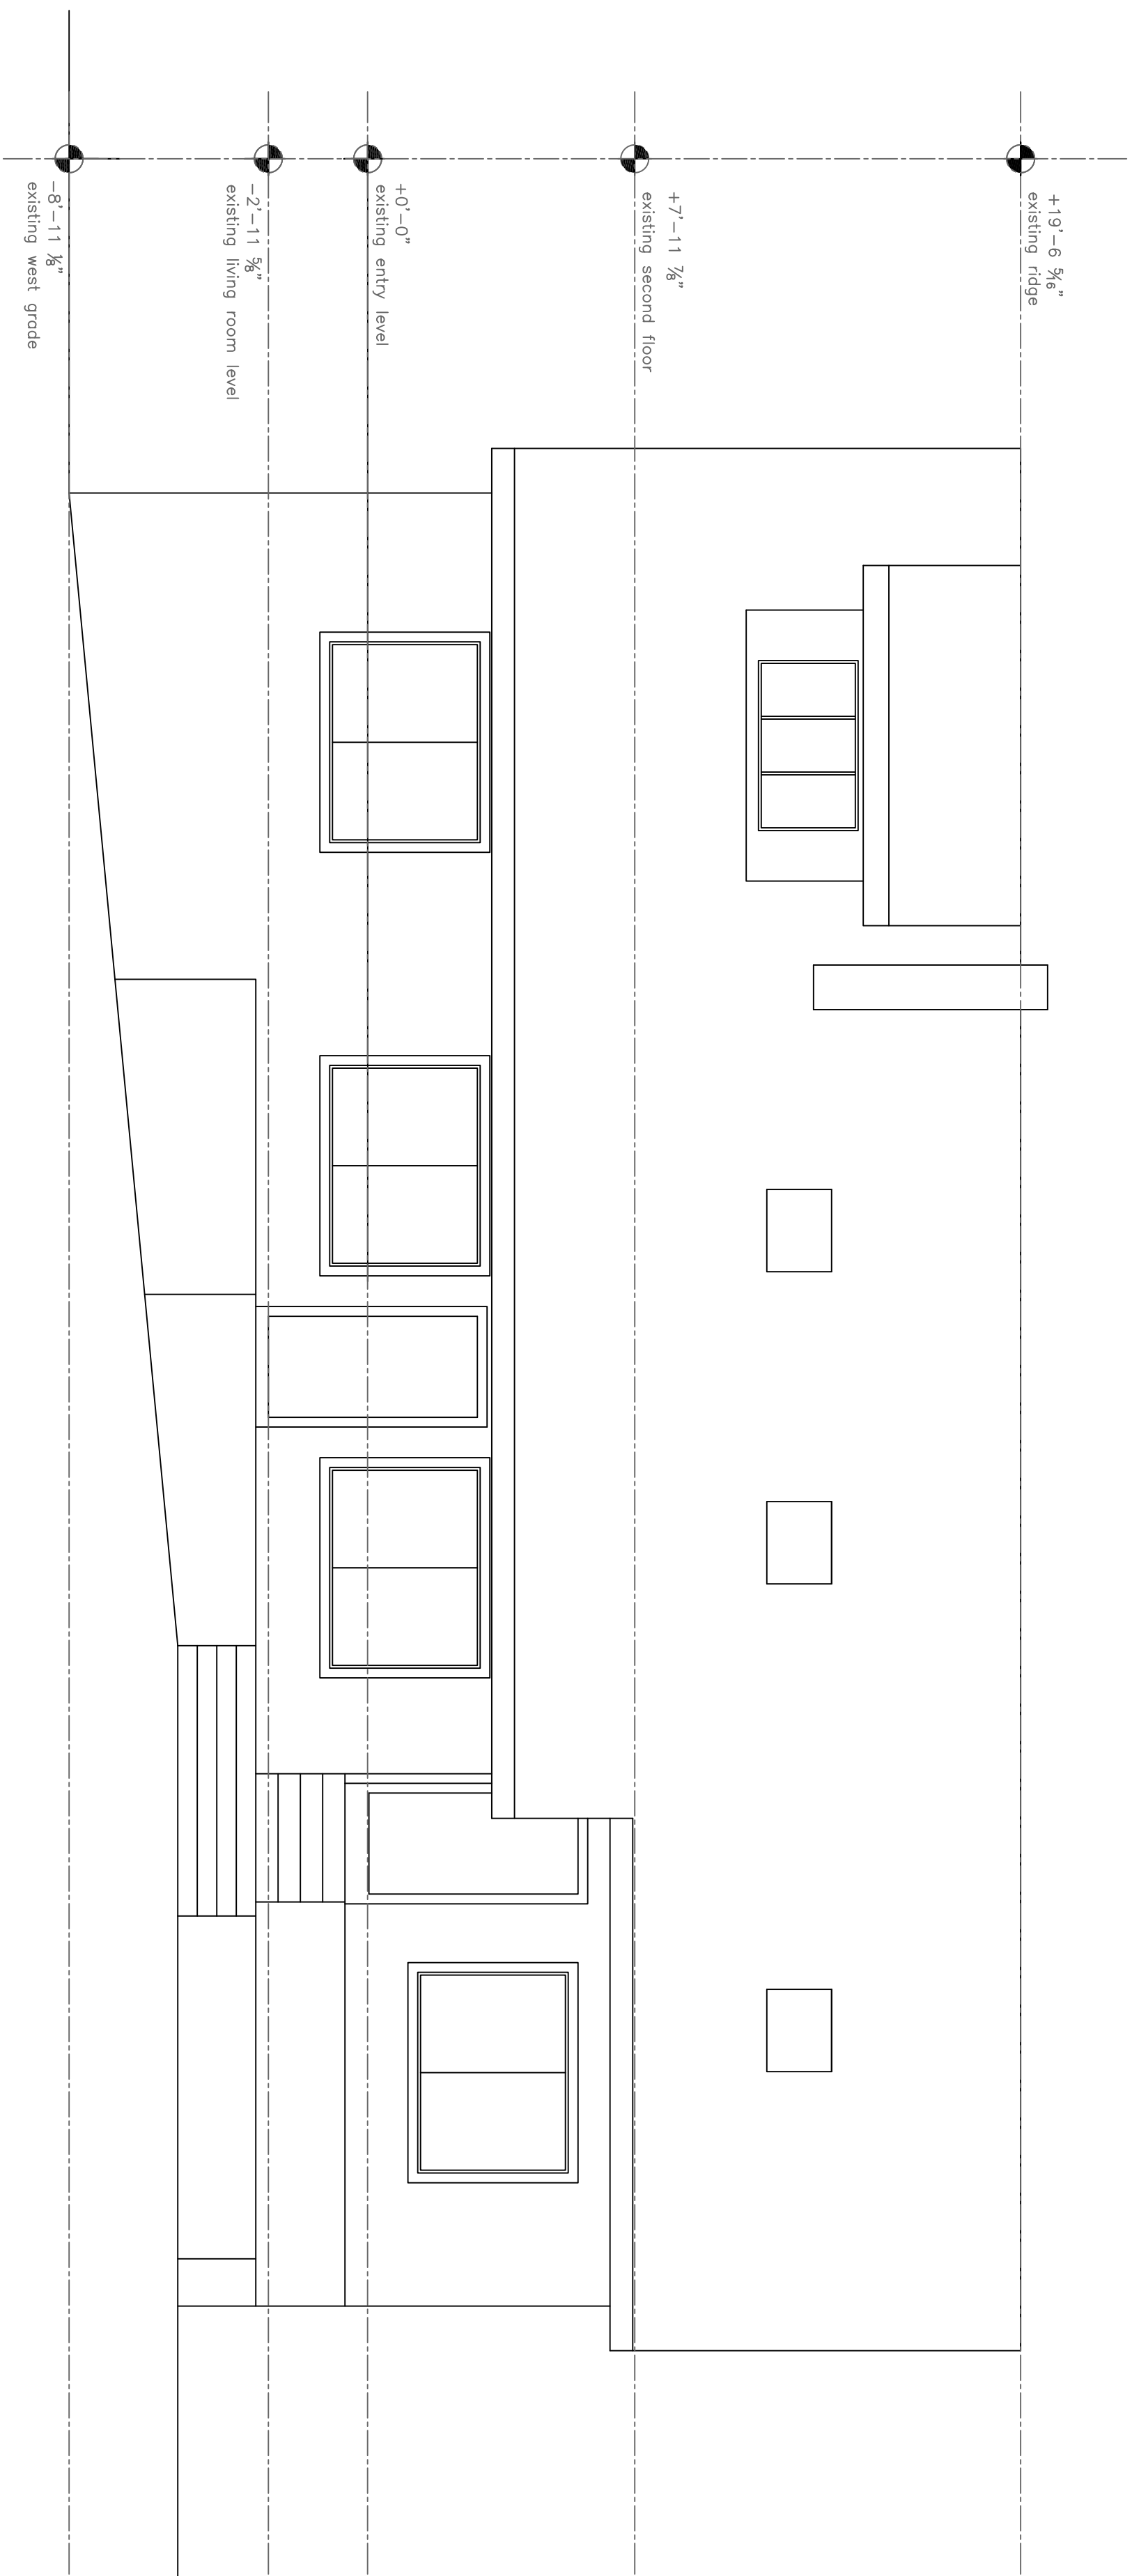 +19'-6 5/16"
existing ridge
+7'-11 7/8"
existing second floor
+0'-0"
existing entry level
-2'-11 5/8"
existing living room level
-8'-11 1/8"
existing west grade